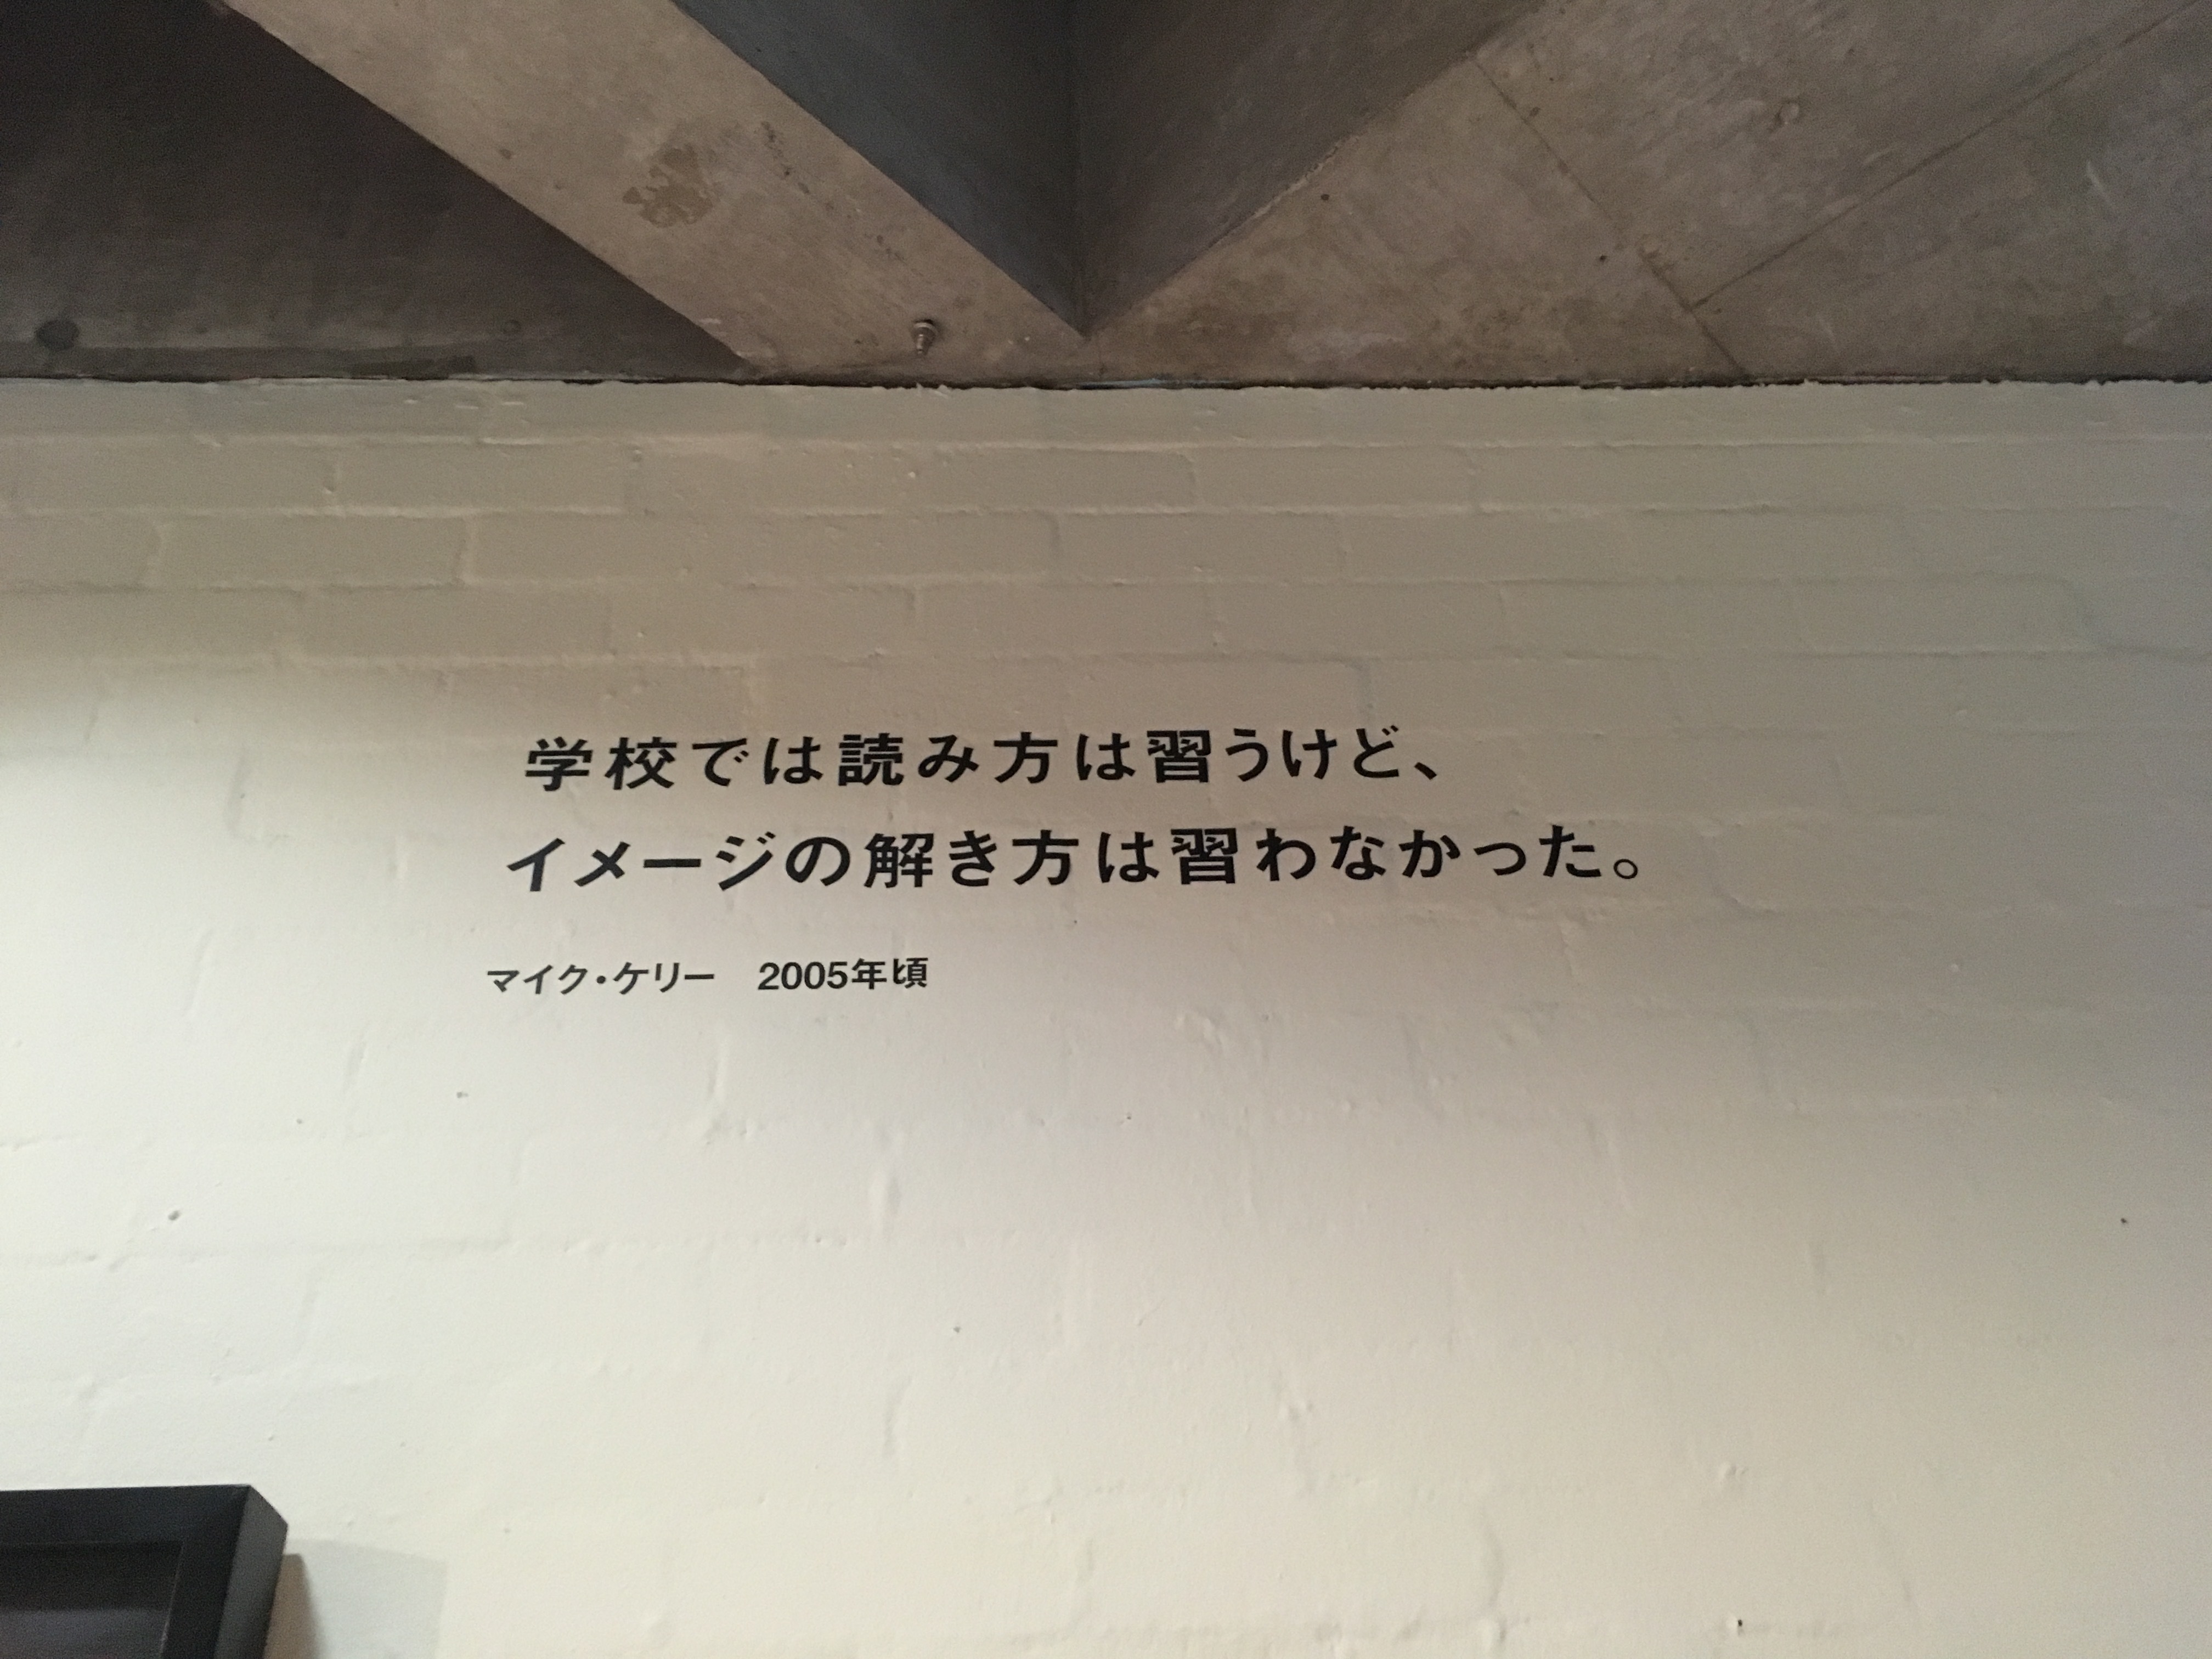 学校では読み方は習うけど、
イメージの解き方は習わなかった。
マイク・ケリー　2005年頃